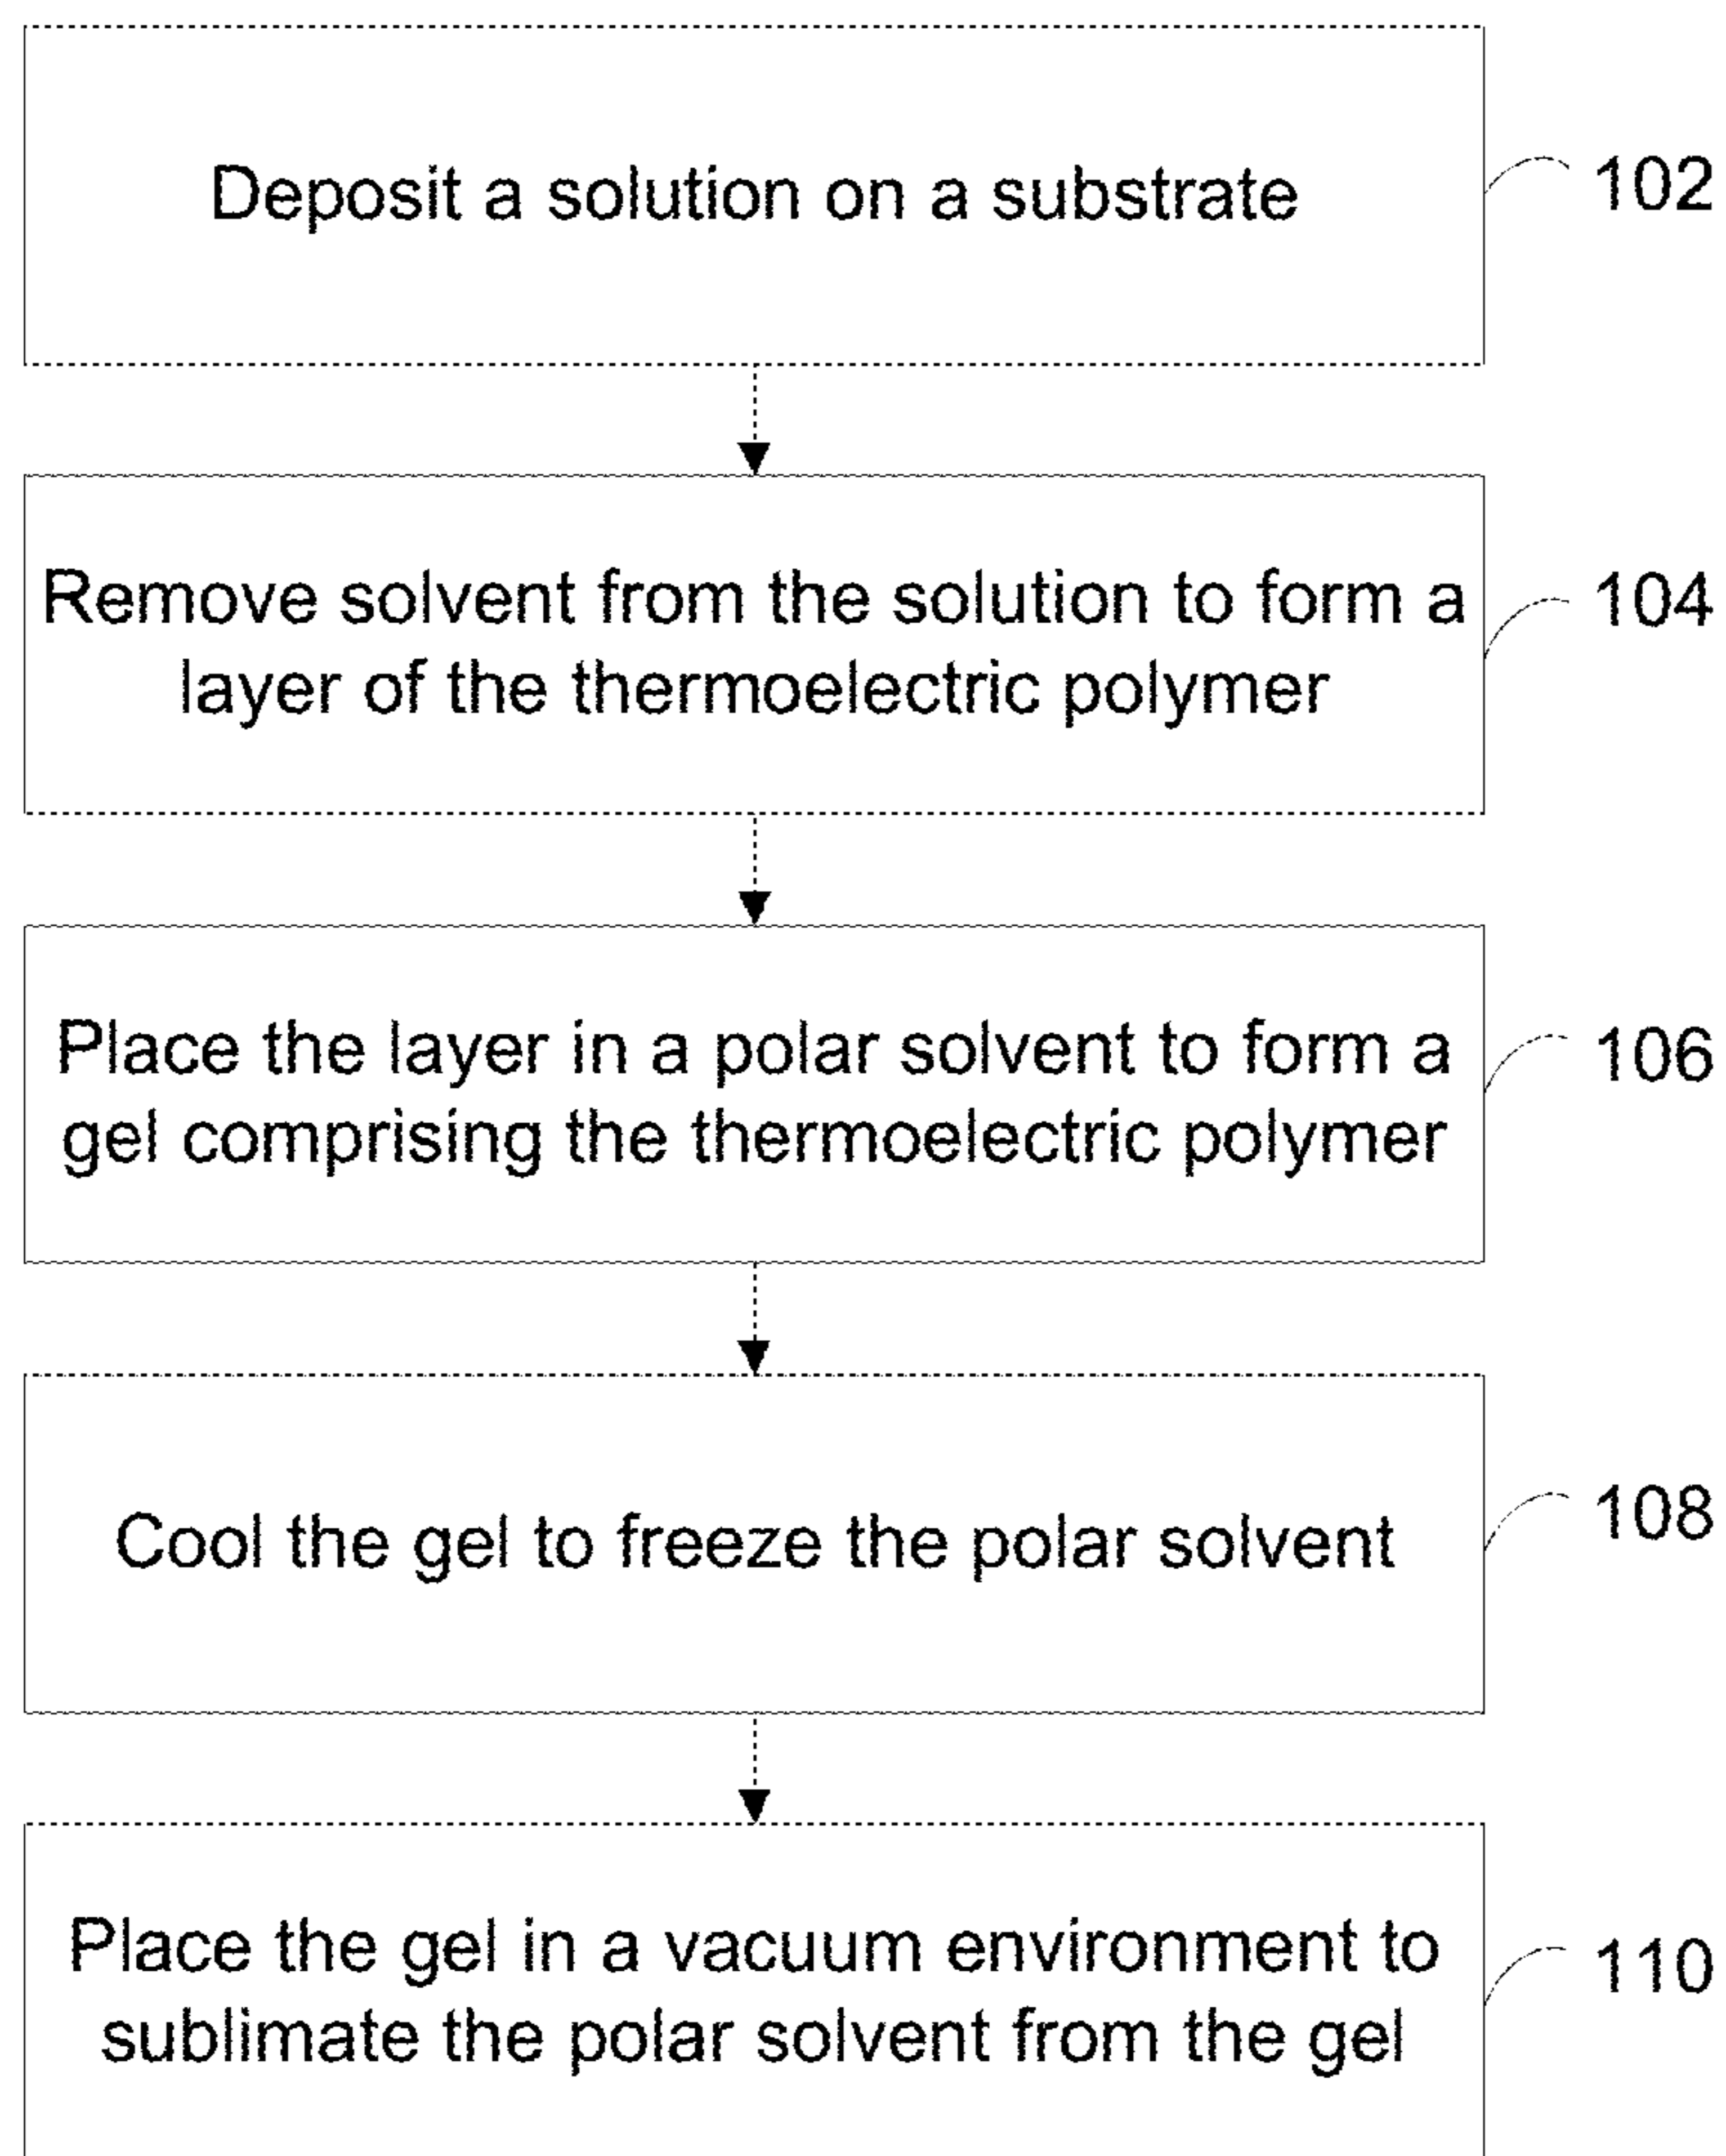 Deposit a solution on a substrate
102
Remove solvent from the solution to form a
layer of the thermoelectric polymer
104
Place the layer in a polar solvent to form a
gel comprising the thermoelectric polymer
106
Cool the gel to freeze the polar solvent
108
Place the gel in a vacuum environment to
sublimate the polar solvent from the gel
110